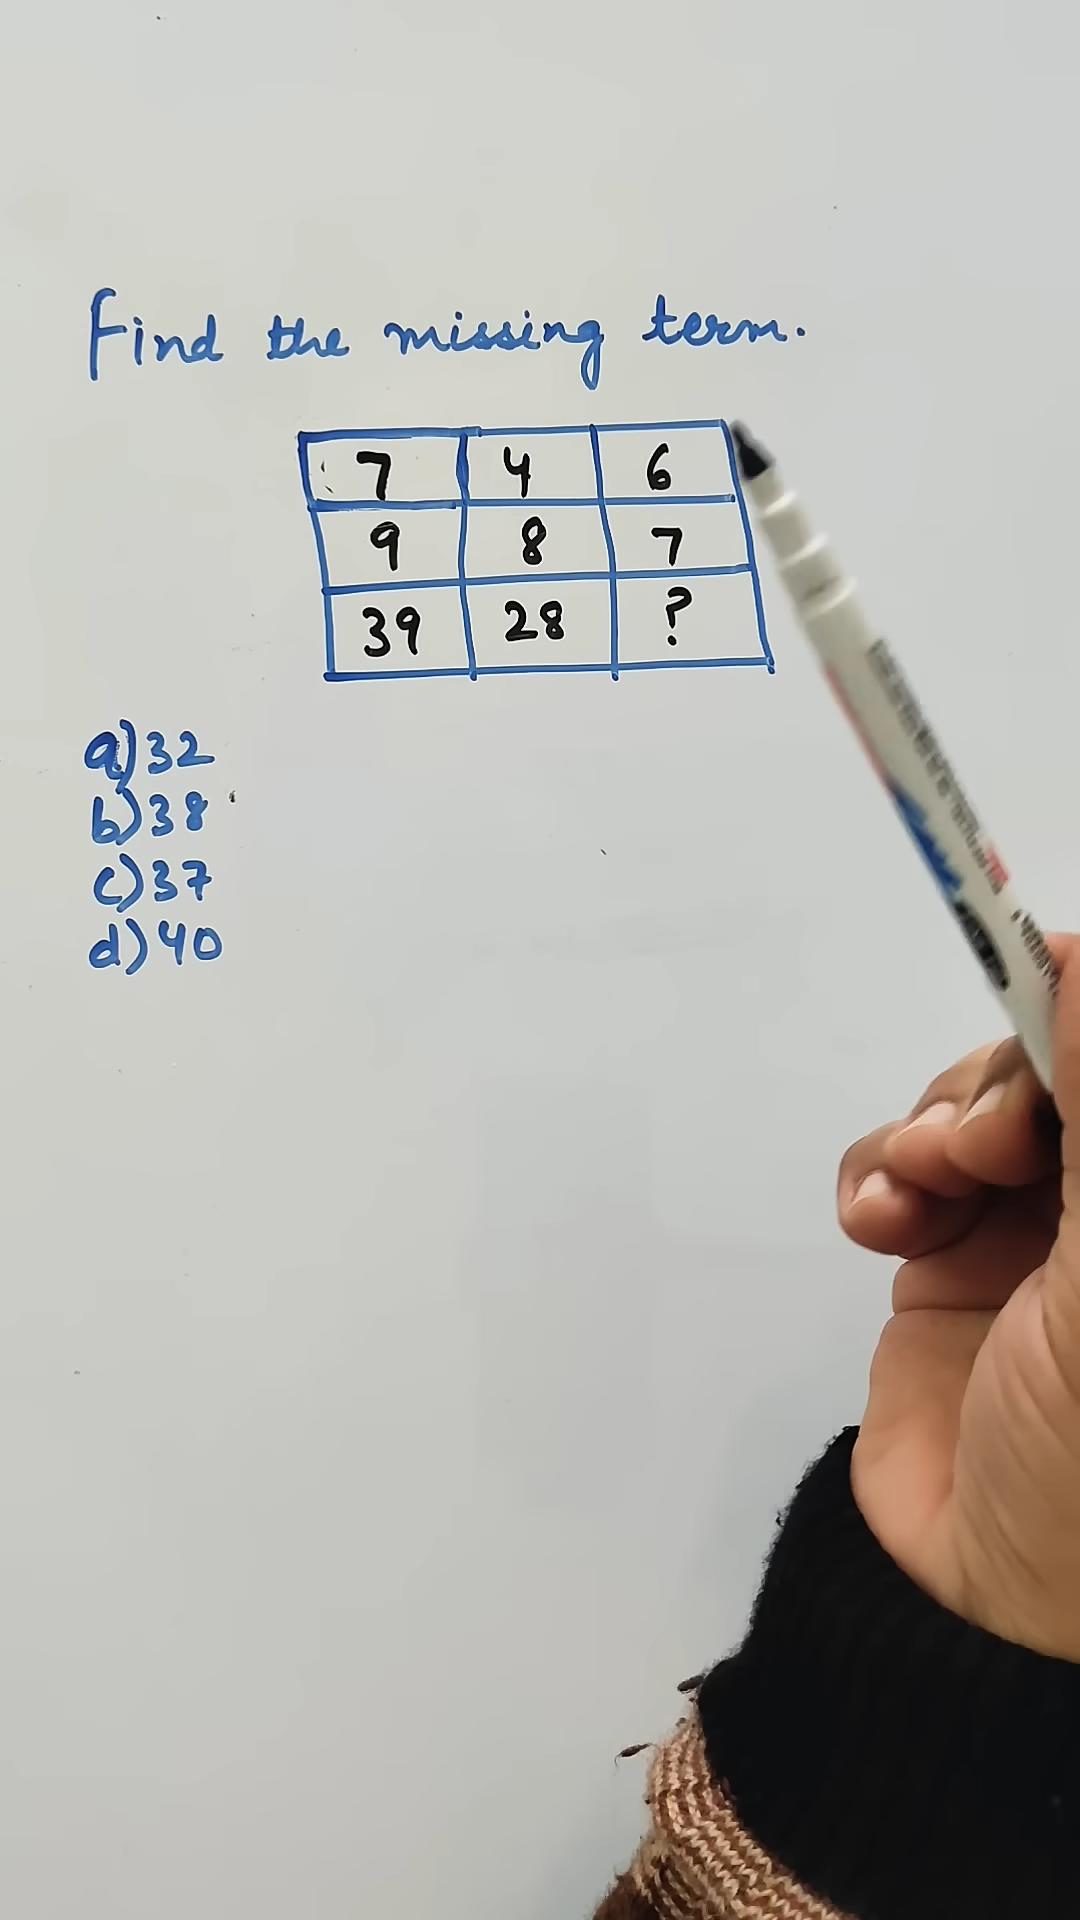 Find the missing term.
7 4 6
9 8 7
39 28 ?
a) 32
b) 38
c) 37
d) 40